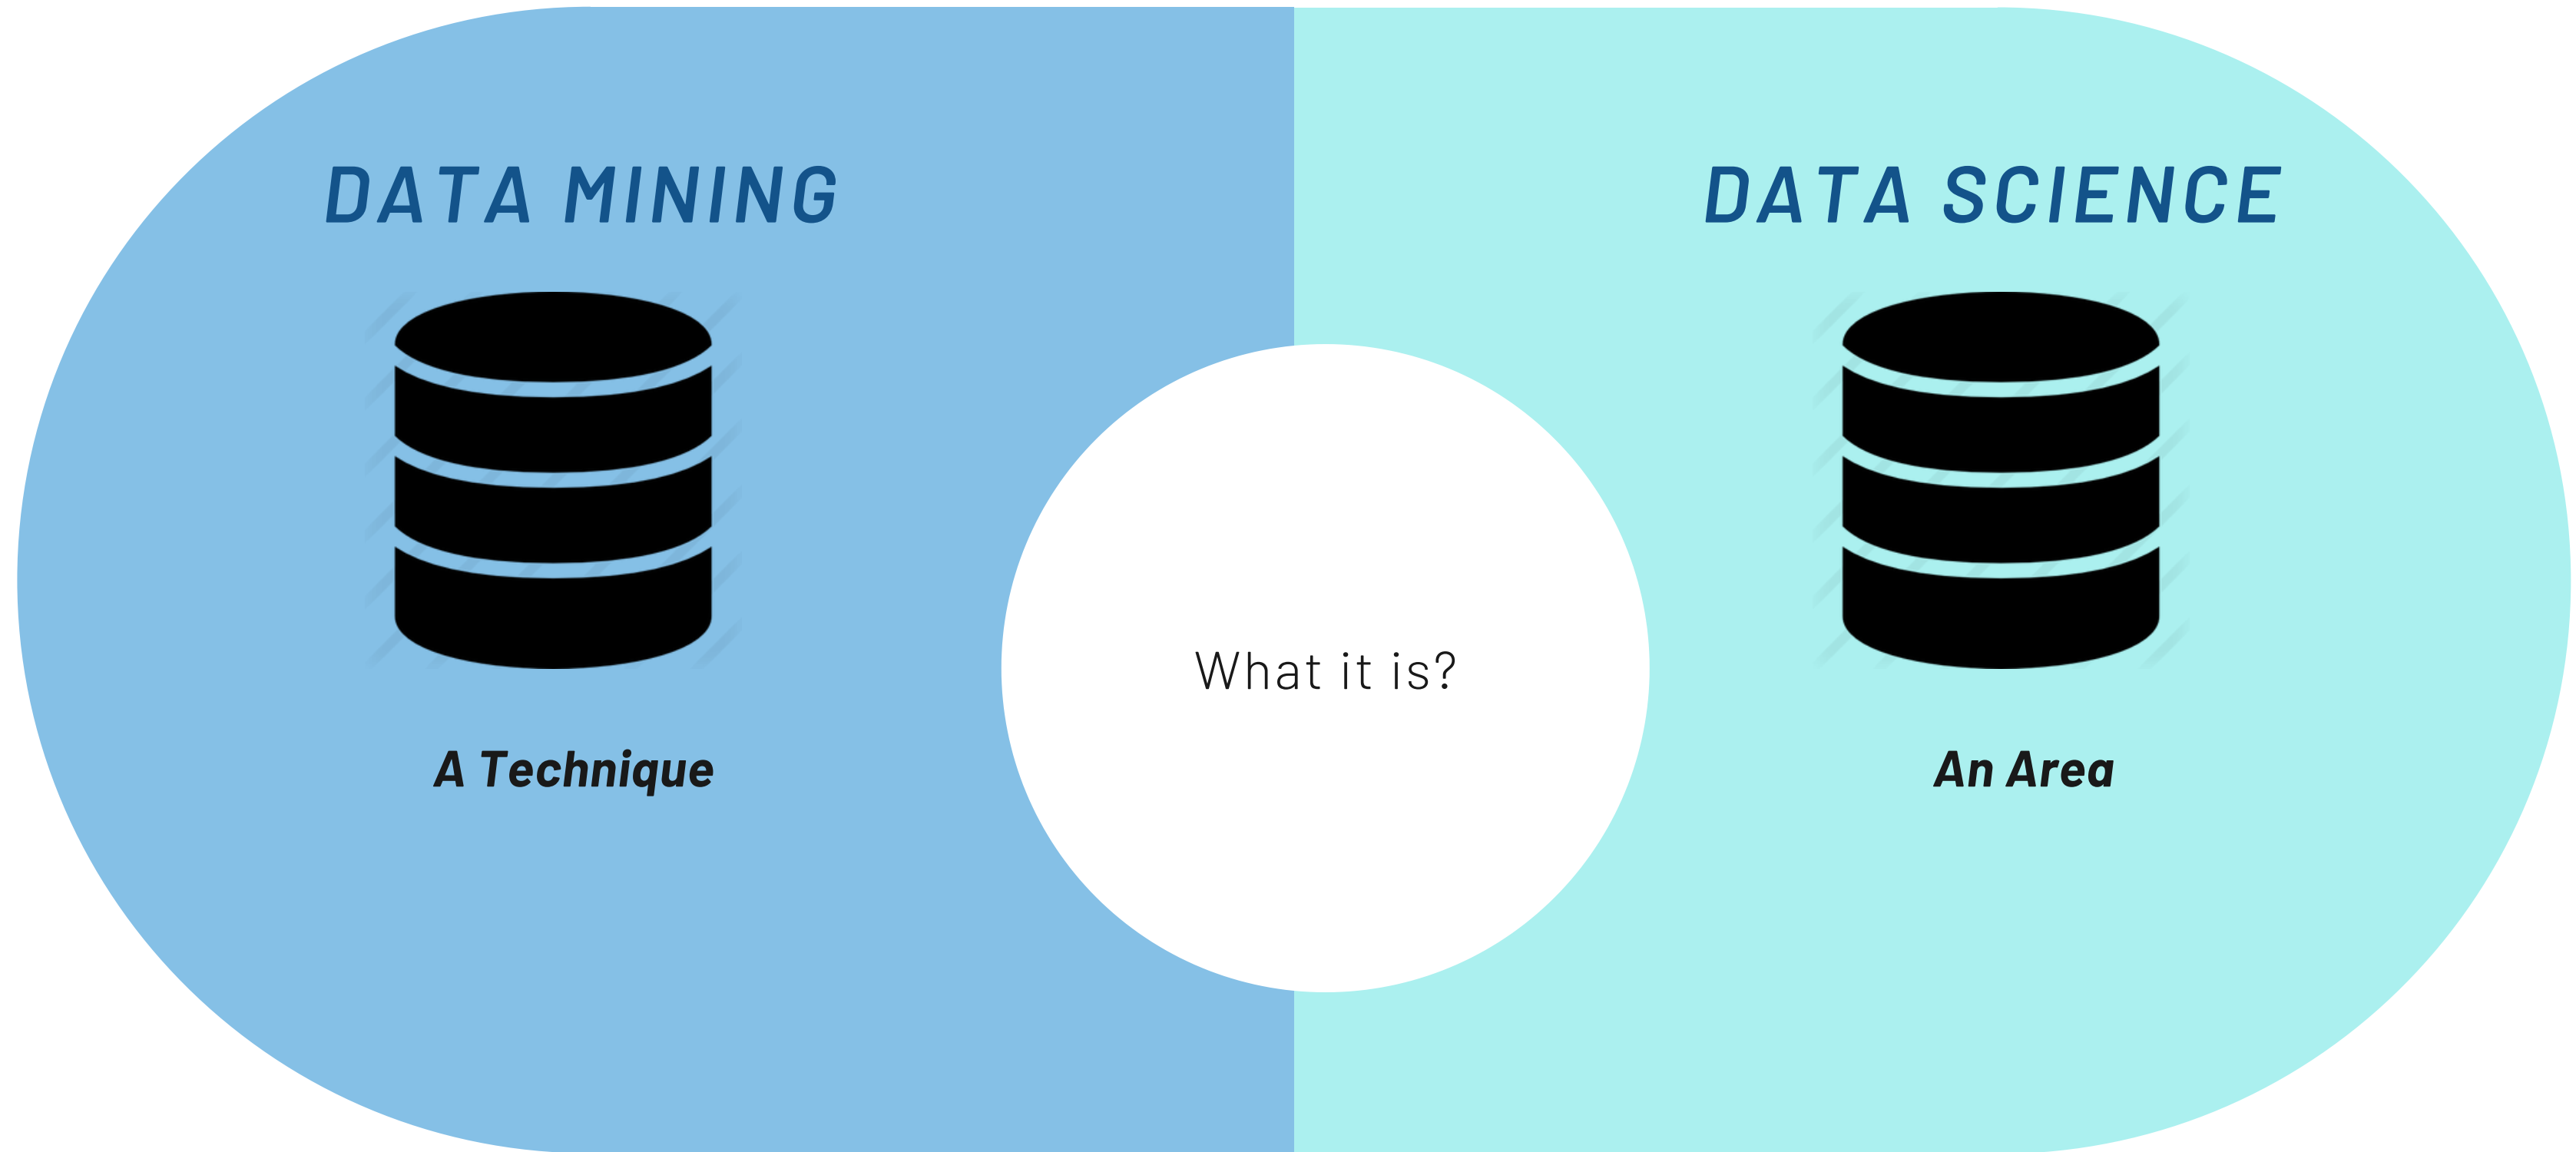 DATA MINING
DATA SCIENCE
What it is?
A Technique
An Area